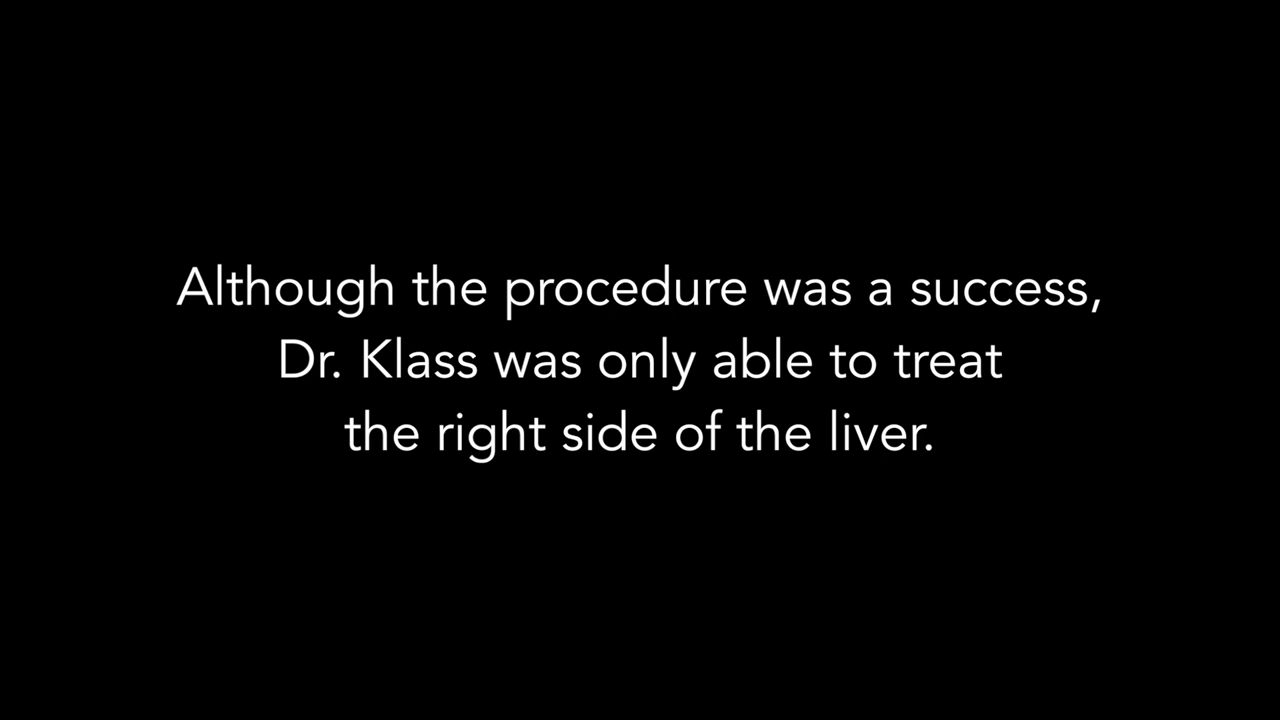 Although the procedure was a success,
Dr. Klass was only able to treat
the right side of the liver.